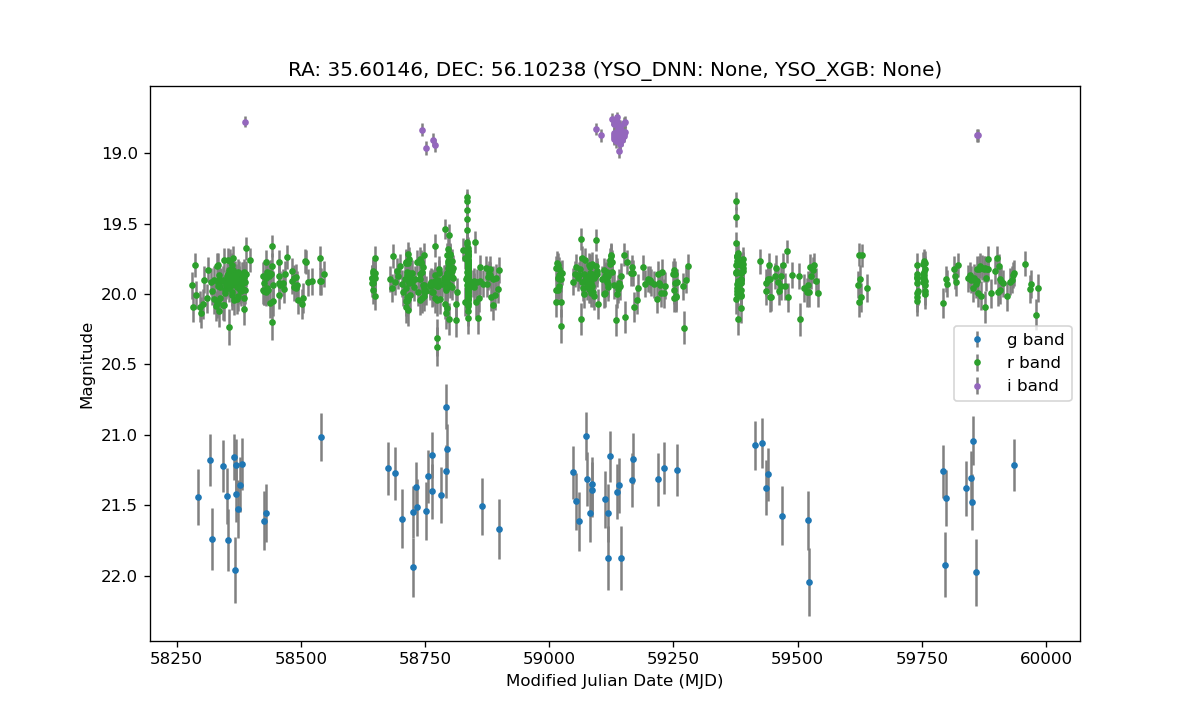 RA: 35.60146, DEC: 56.10238 (YSO_DNN: None, YSO_XGB: None)
19.0
19.5
20.0
20.5
21.0
21.5
22.0
Magnitude
g band
r band
i band
58250 58500 58750 59000 59250 59500 59750 60000
Modified Julian Date (MJD)